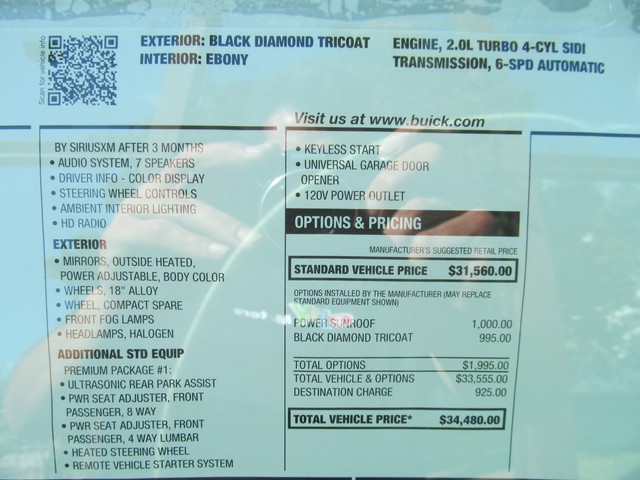 Scan for vehicle info
EXTERIOR: BLACK DIAMOND TRICOAT
INTERIOR: EBONY
ENGINE, 2.0L TURBO 4-CYL SIDI
TRANSMISSION, 6-SPD AUTOMATIC
Visit us at www.buick.com
BY SIRIUSXM AFTER 3 MONTHS
• AUDIO SYSTEM, 7 SPEAKERS
• DRIVER INFO - COLOR DISPLAY
• STEERING WHEEL CONTROLS
• AMBIENT INTERIOR LIGHTING
• HD RADIO
EXTERIOR
• MIRRORS, OUTSIDE HEATED,
POWER ADJUSTABLE, BODY COLOR
• WHEELS, 18" ALLOY
• WHEEL, COMPACT SPARE
• FRONT FOG LAMPS
• HEADLAMPS, HALOGEN
ADDITIONAL STD EQUIP
PREMIUM PACKAGE #1:
• ULTRASONIC REAR PARK ASSIST
• PWR SEAT ADJUSTER, FRONT
PASSENGER, 8 WAY
• PWR SEAT ADJUSTER, FRONT
PASSENGER, 4 WAY LUMBAR
• HEATED STEERING WHEEL
• REMOTE VEHICLE STARTER SYSTEM
• KEYLESS START
• UNIVERSAL GARAGE DOOR
OPENER
• 120V POWER OUTLET
OPTIONS & PRICING
MANUFACTURER'S SUGGESTED RETAIL PRICE
STANDARD VEHICLE PRICE $31,560.00
OPTIONS INSTALLED BY THE MANUFACTURER (MAY REPLACE
STANDARD EQUIPMENT SHOWN)
POWER SUNROOF 1,000.00
BLACK DIAMOND TRICOAT 995.00
TOTAL OPTIONS $1,995.00
TOTAL VEHICLE & OPTIONS $33,555.00
DESTINATION CHARGE 925.00
TOTAL VEHICLE PRICE* $34,480.00